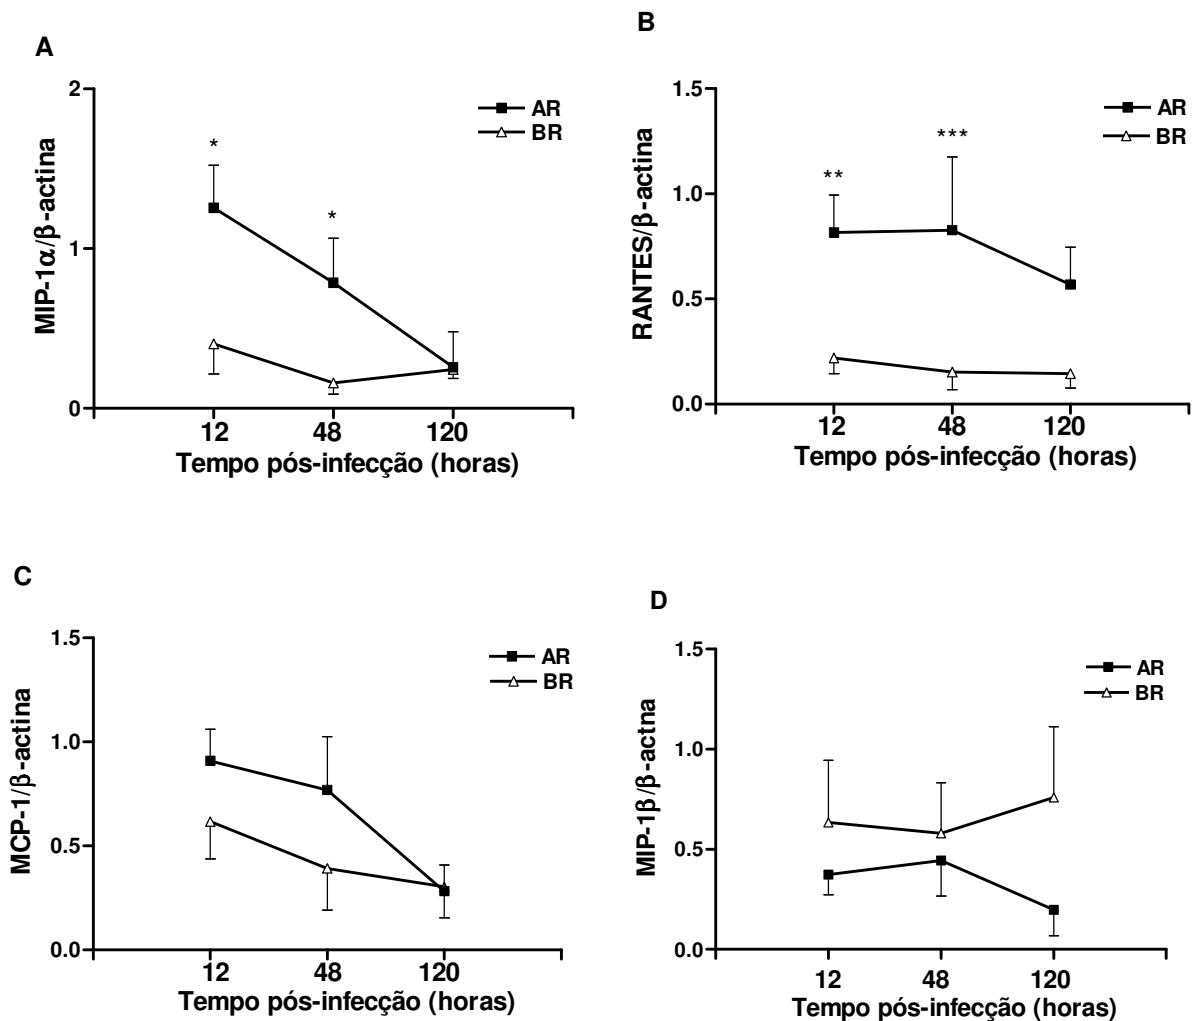 A
MIP-1α/β-actina
2
1
0
*
*
AR
BR
12 48 120
Tempo pós-infecção (horas)
B
RANTES/β-actina
1.5
1.0
0.5
0.0
**
***
AR
BR
12 48 120
Tempo pós-infecção (horas)
C
MCP-1/β-actina
1.5
1.0
0.5
0.0
AR
BR
12 48 120
Tempo pós-infecção (horas)
D
MIP-1β/β-actna
1.5
1.0
0.5
0.0
AR
BR
12 48 120
Tempo pós-infecção (horas)